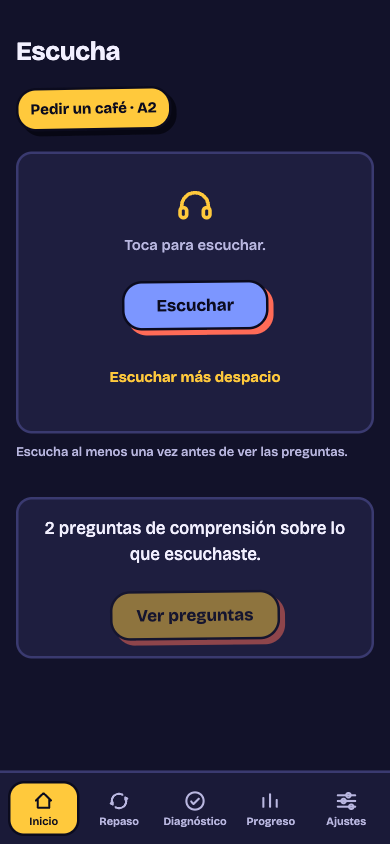 Escucha
Pedir un café · A2
Toca para escuchar.
Escuchar
Escuchar más despacio
Escucha al menos una vez antes de ver las preguntas.
2 preguntas de comprensión sobre lo
que escuchaste.
Ver preguntas
Inicio
Repaso
Diagnóstico
Progreso
Ajustes